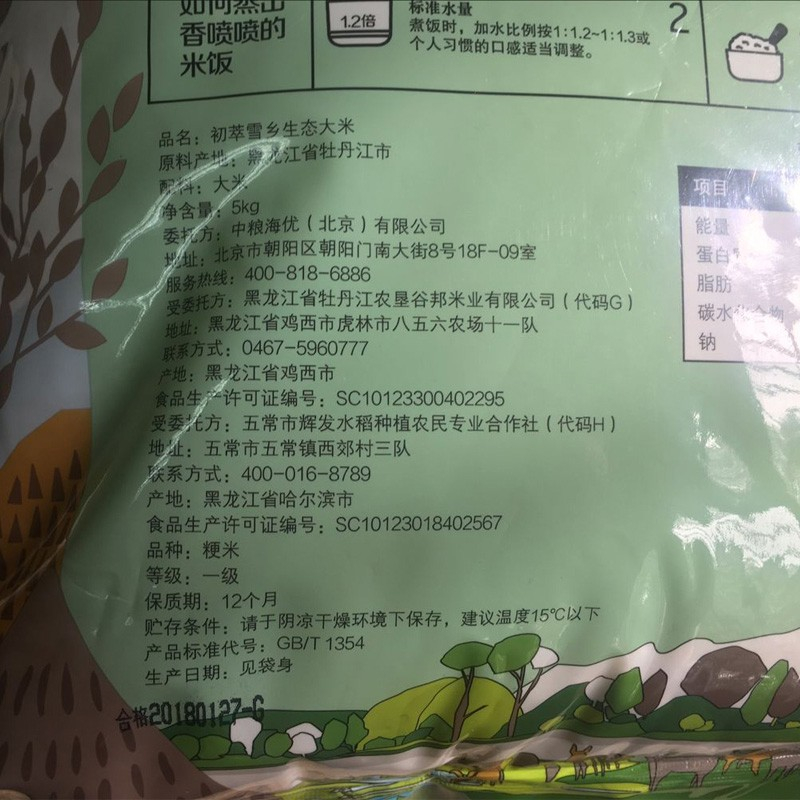 如何蒸出
香喷喷的
米饭
1.2倍
标准水量
煮饭时，加水比例按1:1.2~1:1.3或
个人习惯的口感适当调整。
2
品名：初萃雪乡生态大米
原料产地：黑龙江省牡丹江市
配料：大米
净含量：5kg
委托方：中粮海优（北京）有限公司
地址：北京市朝阳区朝阳门南大街8号18F-09室
服务热线：400-818-6886
受委托方：黑龙江省牡丹江农垦谷邦米业有限公司（代码G）
地址：黑龙江省鸡西市虎林市八五六农场十一队
联系方式：0467-5960777
产地：黑龙江省鸡西市
食品生产许可证编号：SC10123300402295
受委托方：五常市辉发水稻种植农民专业合作社（代码H）
地址：五常市五常镇西郊村三队
联系方式：400-016-8789
产地：黑龙江省哈尔滨市
食品生产许可证编号：SC10123018402567
品种：粳米
等级：一级
保质期：12个月
贮存条件：请于阴凉干燥环境下保存，建议温度15℃以下
产品标准代号：GB/T 1354
生产日期：见袋身
合格20180127-G
项目
能量
蛋白
脂肪
碳水化合物
钠